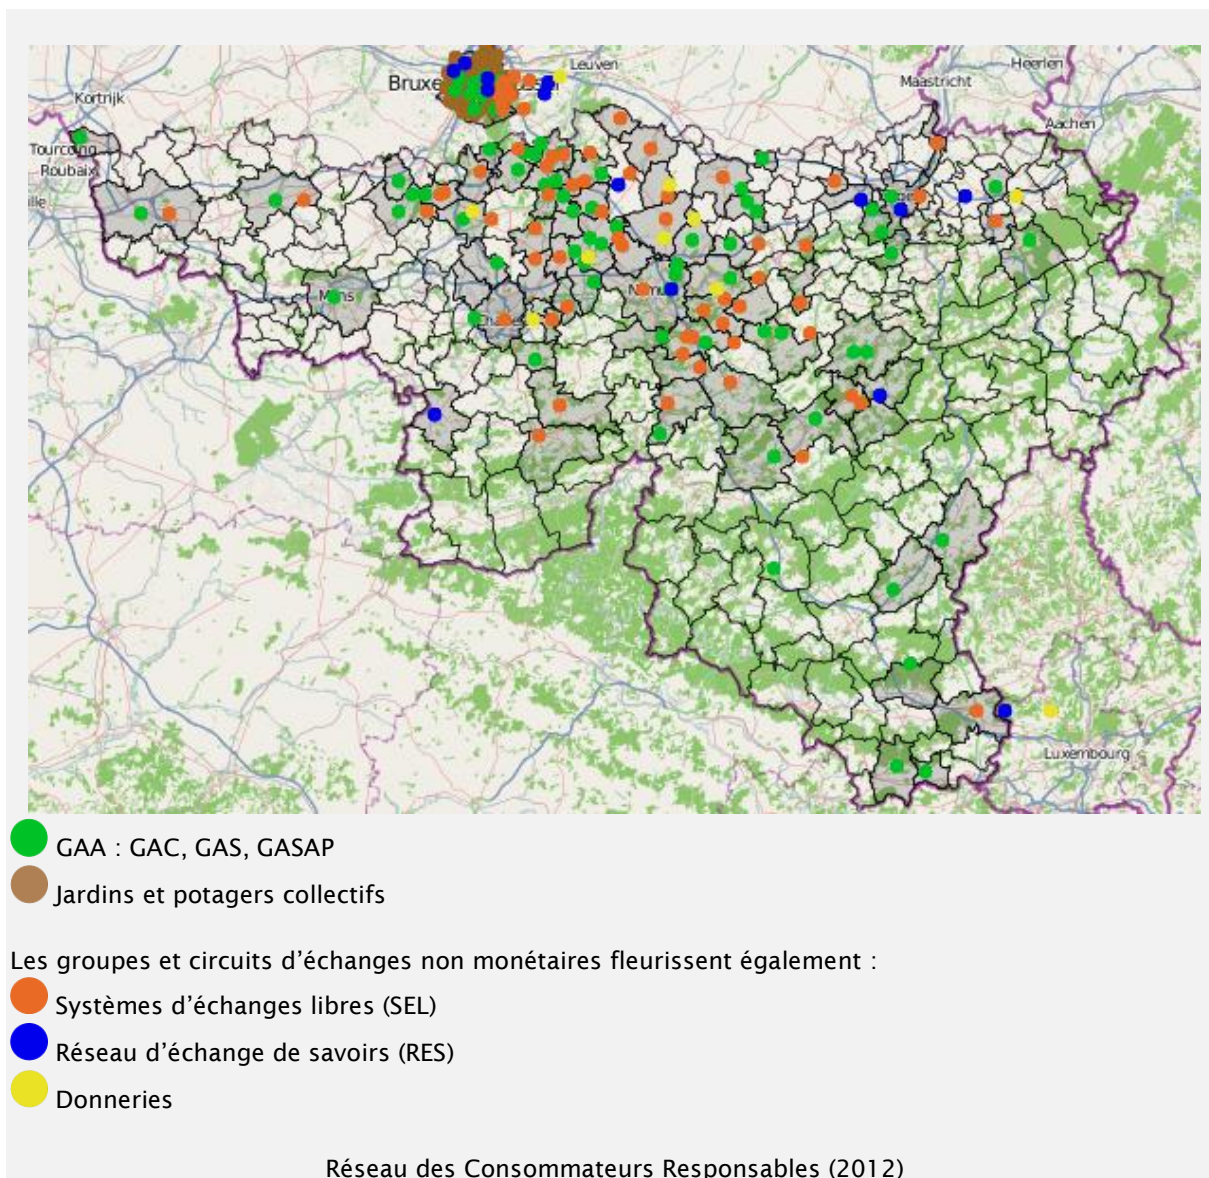 Leuven
Heerlen
Maastricht
Kortrijk
Aachen
Tourcoing
Roubaix
Mons
Luxembourg
GAA : GAC, GAS, GASAP
Jardins et potagers collectifs
Les groupes et circuits d’échanges non monétaires fleurissent également :
Systèmes d’échanges libres (SEL)
Réseau d’échange de savoirs (RES)
Donneries
Réseau des Consommateurs Responsables (2012)